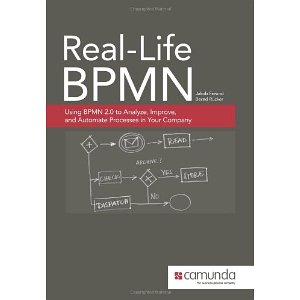 Real-Life
BPMN
Jakob Freund
Bernd Rücker
Using BPMN 2.0 to Analyze, Improve,
and Automate Processes in Your Company
READ
ARCHIVE?
CHECK
YES
STORE
NO
DISPATCH
camunda